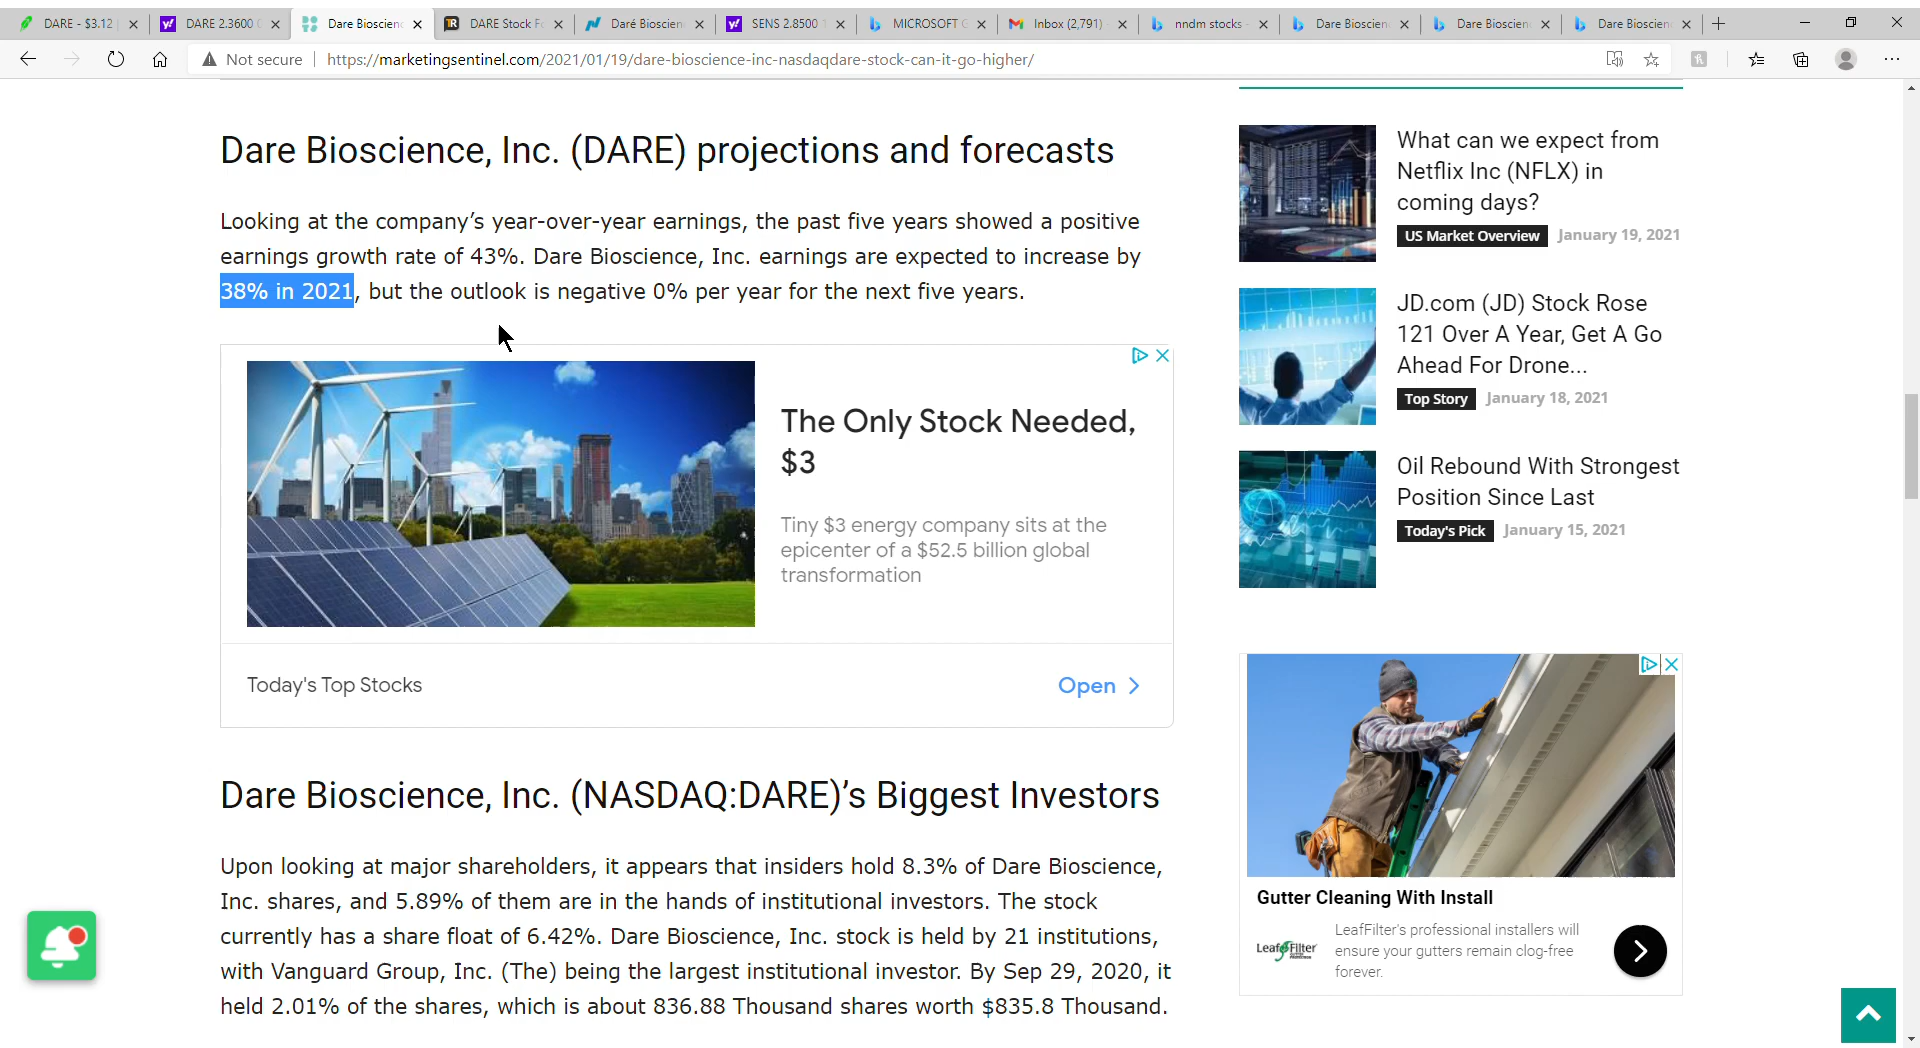 DARE - $3.12
DARE 2.3600
Dare Bioscien
DARE Stock F
Daré Bioscien
SENS 2.8500
MICROSOFT
Inbox (2,791)
nndm stocks
Dare Bioscien
Dare Bioscien
Dare Bioscien
Not secure
https://marketingsentinel.com/2021/01/19/dare-bioscience-inc-nasdaqdare-stock-can-it-go-higher/
Dare Bioscience, Inc. (DARE) projections and forecasts
Looking at the company’s year-over-year earnings, the past five years showed a positive
earnings growth rate of 43%. Dare Bioscience, Inc. earnings are expected to increase by
38% in 2021, but the outlook is negative 0% per year for the next five years.
The Only Stock Needed,
$3
Tiny $3 energy company sits at the
epicenter of a $52.5 billion global
transformation
Today's Top Stocks
Open
Dare Bioscience, Inc. (NASDAQ:DARE)’s Biggest Investors
Upon looking at major shareholders, it appears that insiders hold 8.3% of Dare Bioscience,
Inc. shares, and 5.89% of them are in the hands of institutional investors. The stock
currently has a share float of 6.42%. Dare Bioscience, Inc. stock is held by 21 institutions,
with Vanguard Group, Inc. (The) being the largest institutional investor. By Sep 29, 2020, it
held 2.01% of the shares, which is about 836.88 Thousand shares worth $835.8 Thousand.
What can we expect from
Netflix Inc (NFLX) in
coming days?
US Market Overview January 19, 2021
JD.com (JD) Stock Rose
121 Over A Year, Get A Go
Ahead For Drone...
Top Story January 18, 2021
Oil Rebound With Strongest
Position Since Last
Today's Pick January 15, 2021
Gutter Cleaning With Install
LeafFilter
LeafFilter's professional installers will
ensure your gutters remain clog-free
forever.